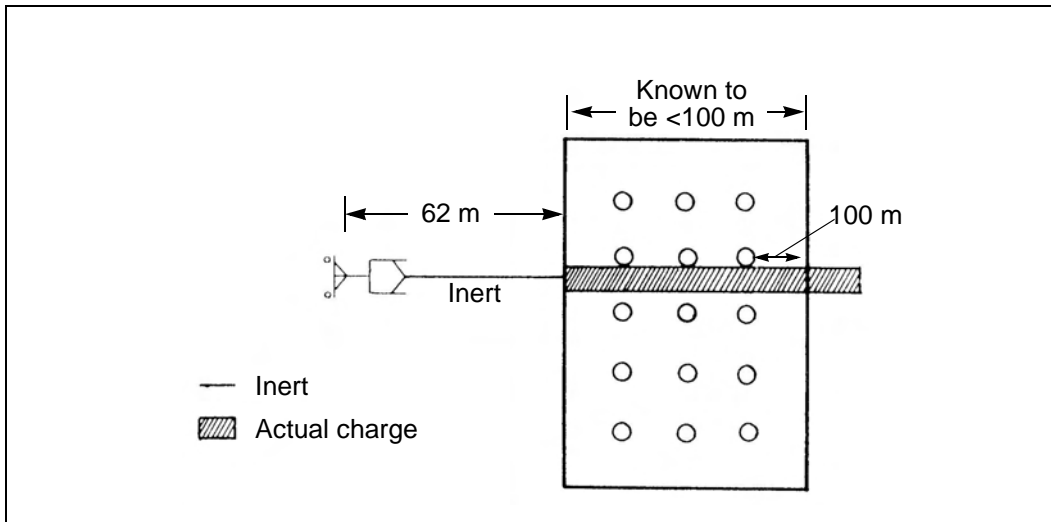 Known to
be <100 m
62 m
100 m
Inert
Inert
Actual charge